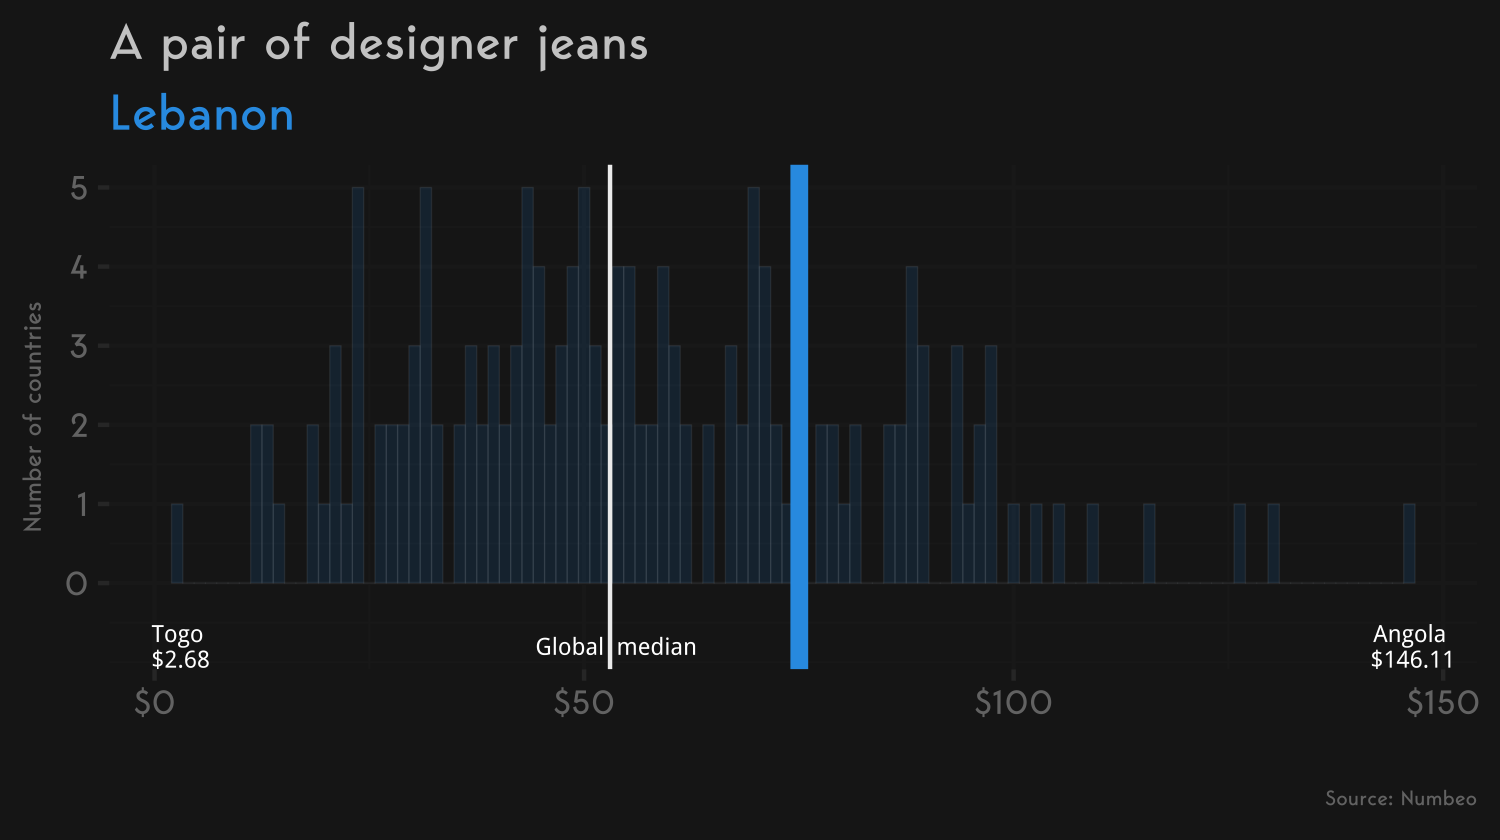 A pair of designer jeans
Lebanon
Number of countries
5
4
3
2
1
0
Togo
$2.68
Global median
Angola
$146.11
$0 $50 $100 $150
Source: Numbeo